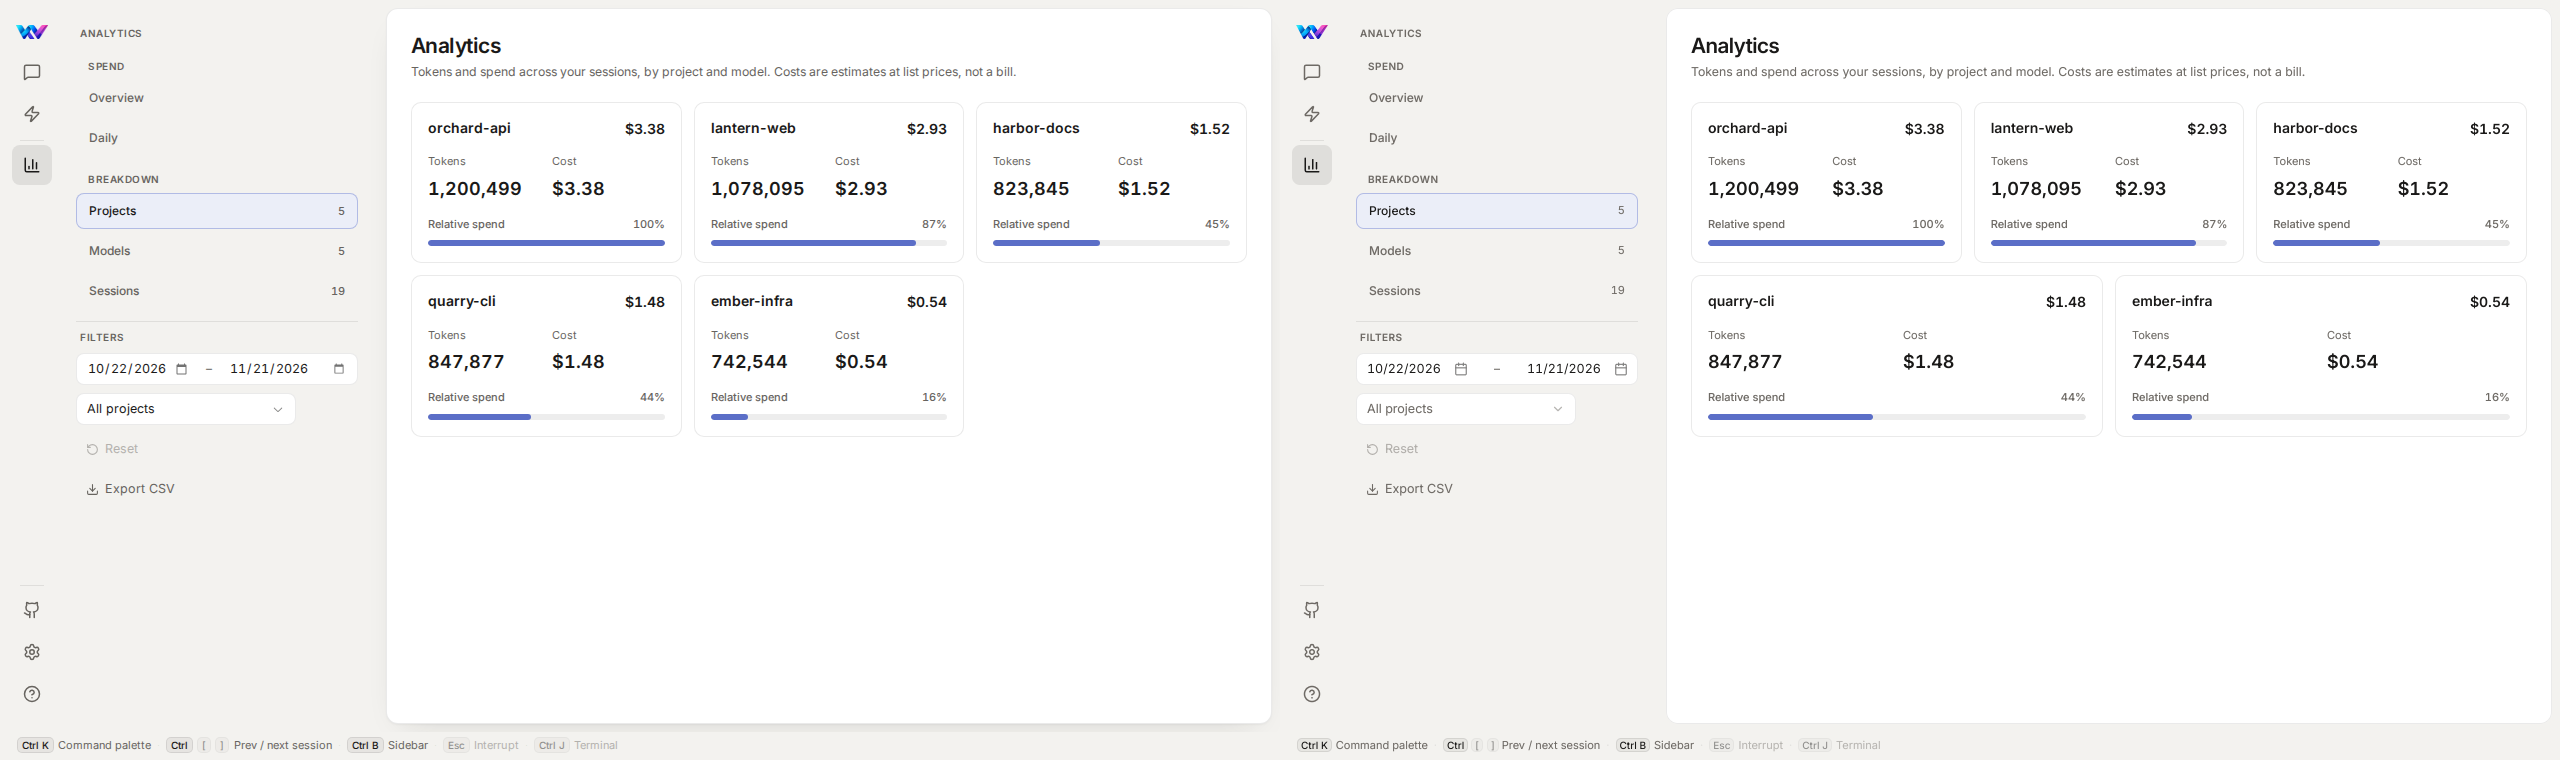 ANALYTICS
SPEND
Overview
Daily
BREAKDOWN
Projects 5
Models 5
Sessions 19
FILTERS
10/22/2026 – 11/21/2026
All projects
Reset
Export CSV
Analytics
Tokens and spend across your sessions, by project and model. Costs are estimates at list prices, not a bill.
orchard-api $3.38
Tokens Cost
1,200,499 $3.38
Relative spend 100%
lantern-web $2.93
Tokens Cost
1,078,095 $2.93
Relative spend 87%
harbor-docs $1.52
Tokens Cost
823,845 $1.52
Relative spend 45%
quarry-cli $1.48
Tokens Cost
847,877 $1.48
Relative spend 44%
ember-infra $0.54
Tokens Cost
742,544 $0.54
Relative spend 16%
Ctrl K Command palette Ctrl [ ] Prev / next session Ctrl B Sidebar Esc Interrupt Ctrl J Terminal
ANALYTICS
SPEND
Overview
Daily
BREAKDOWN
Projects 5
Models 5
Sessions 19
FILTERS
10/22/2026 – 11/21/2026
All projects
Reset
Export CSV
Analytics
Tokens and spend across your sessions, by project and model. Costs are estimates at list prices, not a bill.
orchard-api $3.38
Tokens Cost
1,200,499 $3.38
Relative spend 100%
lantern-web $2.93
Tokens Cost
1,078,095 $2.93
Relative spend 87%
harbor-docs $1.52
Tokens Cost
823,845 $1.52
Relative spend 45%
quarry-cli $1.48
Tokens Cost
847,877 $1.48
Relative spend 44%
ember-infra $0.54
Tokens Cost
742,544 $0.54
Relative spend 16%
Ctrl K Command palette Ctrl [ ] Prev / next session Ctrl B Sidebar Esc Interrupt Ctrl J Terminal